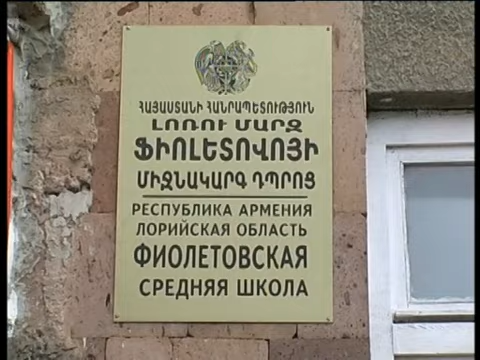 ՀԱՅԱՍՏԱՆԻ ՀԱՆՐԱՊԵՏՈՒԹՅՈՒՆ
ԼՈՌՈՒ ՄԱՐԶ
ՖԻՈԼԵՏՈՎՈՅԻ
ՄԻՋՆԱԿԱՐԳ ԴՊՐՈՑ
РЕСПУБЛИКА АРМЕНИЯ
ЛОРИЙСКАЯ ОБЛАСТЬ
ФИОЛЕТОВСКАЯ
СРЕДНЯЯ ШКОЛА